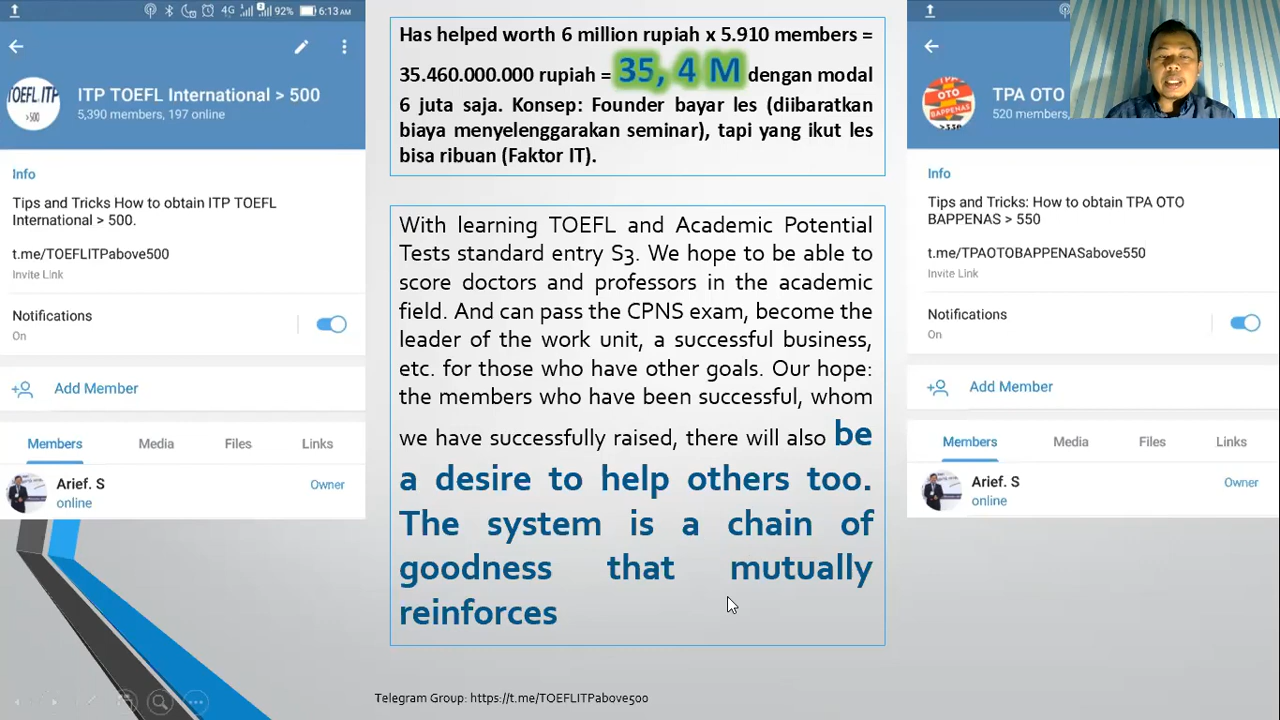 4G 92% 6:13 AM
TOEFL ITP
>500
ITP TOEFL International > 500
5,390 members, 197 online
Info
Tips and Tricks How to obtain ITP TOEFL
International > 500.
t.me/TOEFLITPabove500
Invite Link
Notifications
On
Add Member
Members Media Files Links
Arief. S Owner
online
Has helped worth 6 million rupiah x 5.910 members =
35.460.000.000 rupiah = 35, 4 M dengan modal
6 juta saja. Konsep: Founder bayar les (diibaratkan
biaya menyelenggarakan seminar), tapi yang ikut les
bisa ribuan (Faktor IT).
With learning TOEFL and Academic Potential
Tests standard entry S3. We hope to be able to
score doctors and professors in the academic
field. And can pass the CPNS exam, become the
leader of the work unit, a successful business,
etc. for those who have other goals. Our hope:
the members who have been successful, whom
we have successfully raised, there will also be
a desire to help others too.
The system is a chain of
goodness that mutually
reinforces
TPA
OTO
BAPPENAS
>550
TPA OTO
520 members,
Info
Tips and Tricks: How to obtain TPA OTO
BAPPENAS > 550
t.me/TPAOTOBAPPENASabove550
Invite Link
Notifications
On
Add Member
Members Media Files Links
Arief. S Owner
online
Telegram Group: https://t.me/TOEFLITPabove500